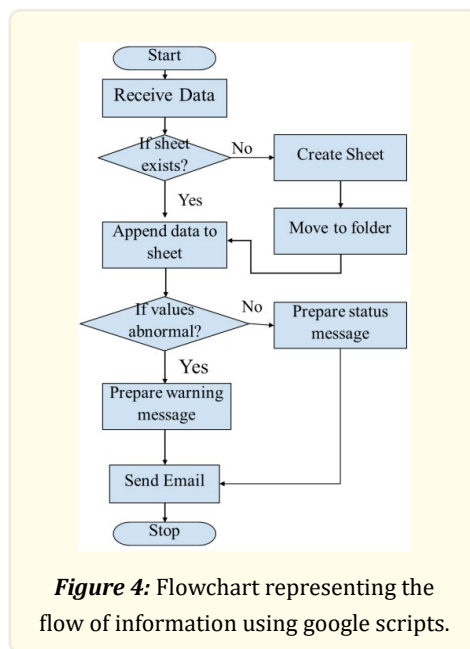 Start
Receive Data
If sheet
exists?
No
Create Sheet
Yes
Move to folder
Append data to
sheet
If values
abnormal?
No
Prepare status
message
Yes
Prepare warning
message
Send Email
Stop
Figure 4: Flowchart representing the
flow of information using google scripts.